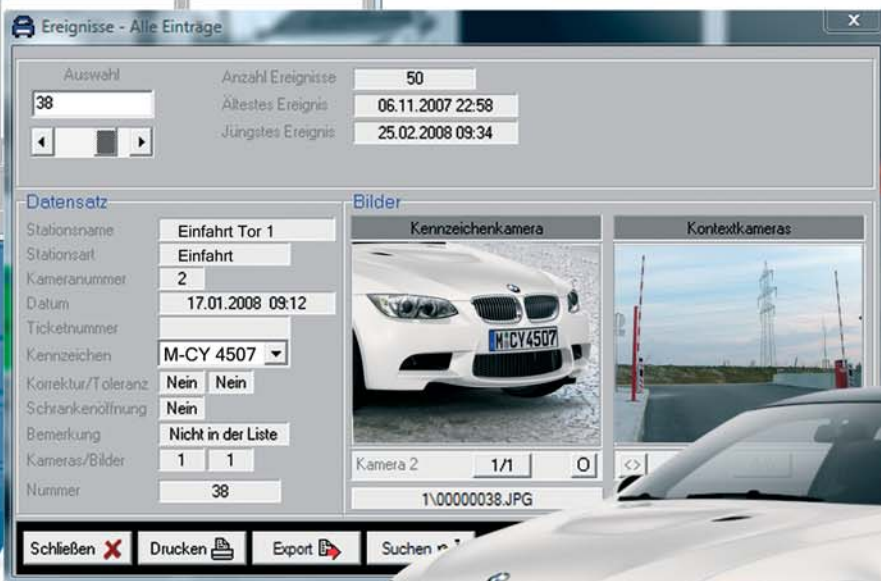 Ereignisse - Alle Einträge
x
Auswahl
38
Anzahl Ereignisse 50
Ältestes Ereignis 06.11.2007 22:58
Jüngstes Ereignis 25.02.2008 09:34
Datensatz
Stationsname Einfahrt Tor 1
Stationsart Einfahrt
Kameranummer 2
Datum 17.01.2008 09:12
Ticketnummer
Kennzeichen M-CY 4507
Korrektur/Toleranz Nein Nein
Schrankenöffnung Nein
Bemerkung Nicht in der Liste
Kameras/Bilder 1 1
Nummer 38
Bilder
Kennzeichenkamera
M CY4507
Kamera 2 1/1 O
1\00000038.JPG
Kontextkameras
<>
Schließen Drucken Export Suchen